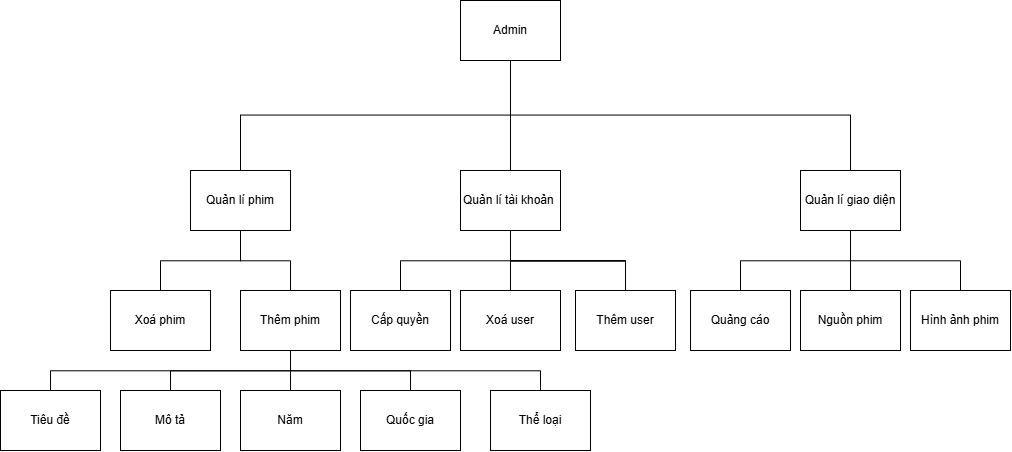 Admin
Quản lí phim
Quản lí tài khoản
Quản lí giao diện
Xoá phim
Thêm phim
Cấp quyền
Xoá user
Thêm user
Quảng cáo
Nguồn phim
Hình ảnh phim
Tiêu đề
Mô tả
Năm
Quốc gia
Thể loại